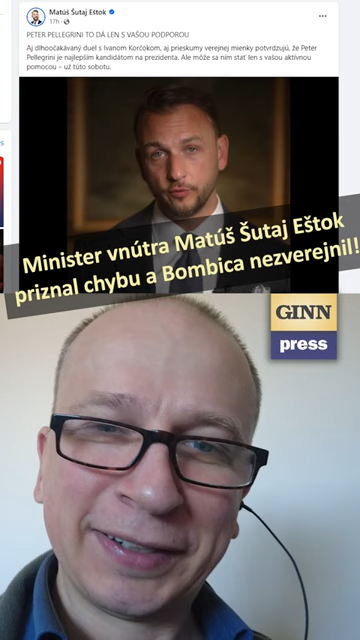 Matúš Šutaj Eštok
17h
PETER PELLEGRINI TO DÁ LEN S VAŠOU PODPOROU
Aj dlhoočakávaný duel s Ivanom Korčokom, aj prieskumy verejnej mienky potvrdzujú, že Peter
Pellegrini je najlepším kandidátom na prezidenta. Ale môže sa ním stať len s vašou aktívnou
pomocou – už túto sobotu.
Minister vnútra Matúš Šutaj Eštok
priznal chybu a Bombica nezverejnil!
GINN
press